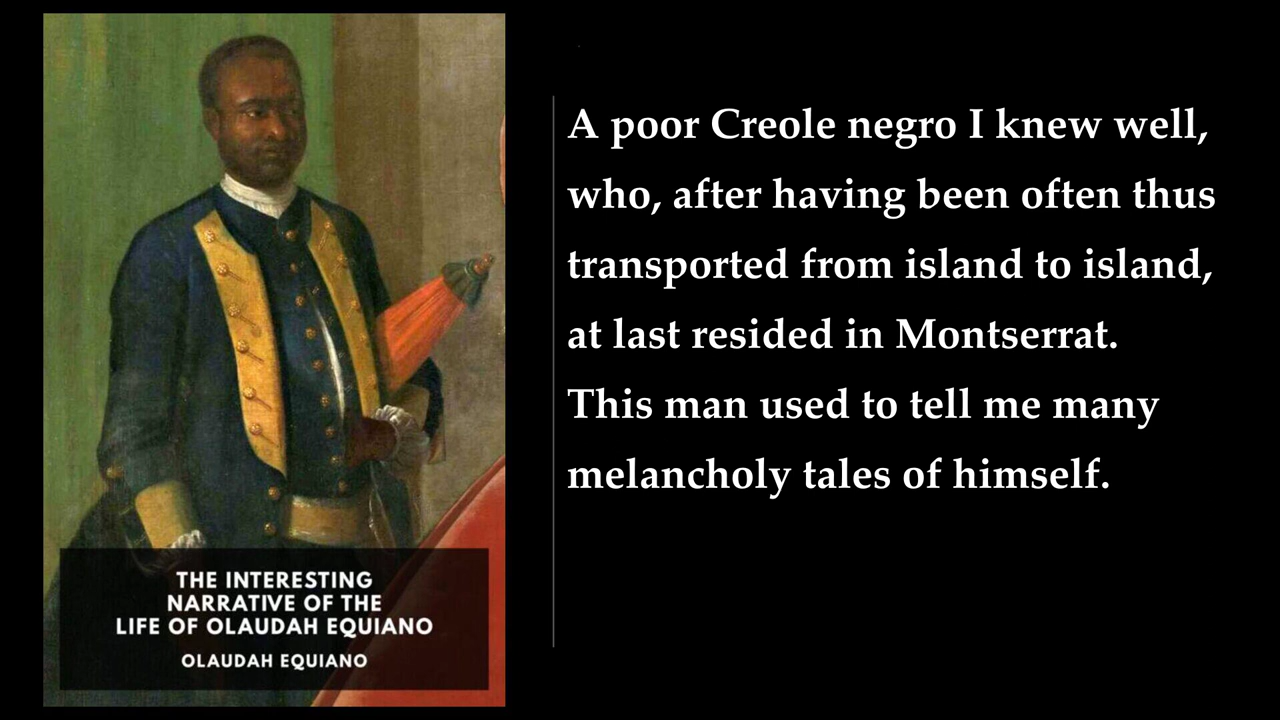 THE INTERESTING
NARRATIVE OF THE
LIFE OF OLAUDAH EQUIANO
OLAUDAH EQUIANO
A poor Creole negro I knew well,
who, after having been often thus
transported from island to island,
at last resided in Montserrat.
This man used to tell me many
melancholy tales of himself.